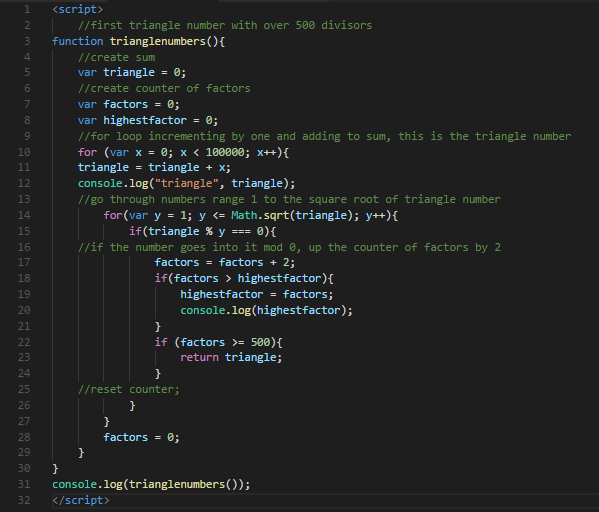 1 <script>
2 //first triangle number with over 500 divisors
3 function trianglenumbers(){
4 //create sum
5 var triangle = 0;
6 //create counter of factors
7 var factors = 0;
8 var highestfactor = 0;
9 //for loop incrementing by one and adding to sum, this is the triangle number
10 for (var x = 0; x < 100000; x++){
11 triangle = triangle + x;
12 console.log("triangle", triangle);
13 //go through numbers range 1 to the square root of triangle number
14 for(var y = 1; y <= Math.sqrt(triangle); y++){
15 if(triangle % y === 0){
16 //if the number goes into it mod 0, up the counter of factors by 2
17 factors = factors + 2;
18 if(factors > highestfactor){
19 highestfactor = factors;
20 console.log(highestfactor);
21 }
22 if (factors >= 500){
23 return triangle;
24 }
25 //reset counter;
26 }
27 }
28 factors = 0;
29 }
30 }
31 console.log(trianglenumbers());
32 </script>